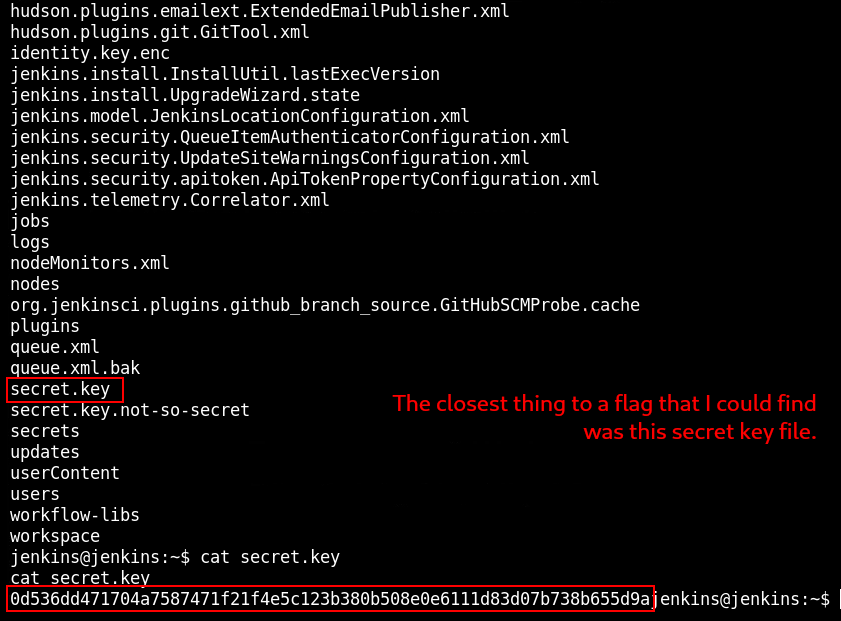 hudson.plugins.emailext.ExtendedEmailPublisher.xml
hudson.plugins.git.GitTool.xml
identity.key.enc
jenkins.install.InstallUtil.lastExecVersion
jenkins.install.UpgradeWizard.state
jenkins.model.JenkinsLocationConfiguration.xml
jenkins.security.QueueItemAuthenticatorConfiguration.xml
jenkins.security.UpdateSiteWarningsConfiguration.xml
jenkins.security.apitoken.ApiTokenPropertyConfiguration.xml
jenkins.telemetry.Correlator.xml
jobs
logs
nodeMonitors.xml
nodes
org.jenkinsci.plugins.github_branch_source.GitHubSCMProbe.cache
plugins
queue.xml
queue.xml.bak
secret.key
The closest thing to a flag that I could find
secret.key.not-so-secret
was this secret key file.
secrets
updates
userContent
users
workflow-libs
workspace
jenkins@jenkins:~$ cat secret.key
cat secret.key
0d536dd471704a7587471f21f4e5c123b380b508e0e6111d83d07b738b655d9ajenkins@jenkins:~$